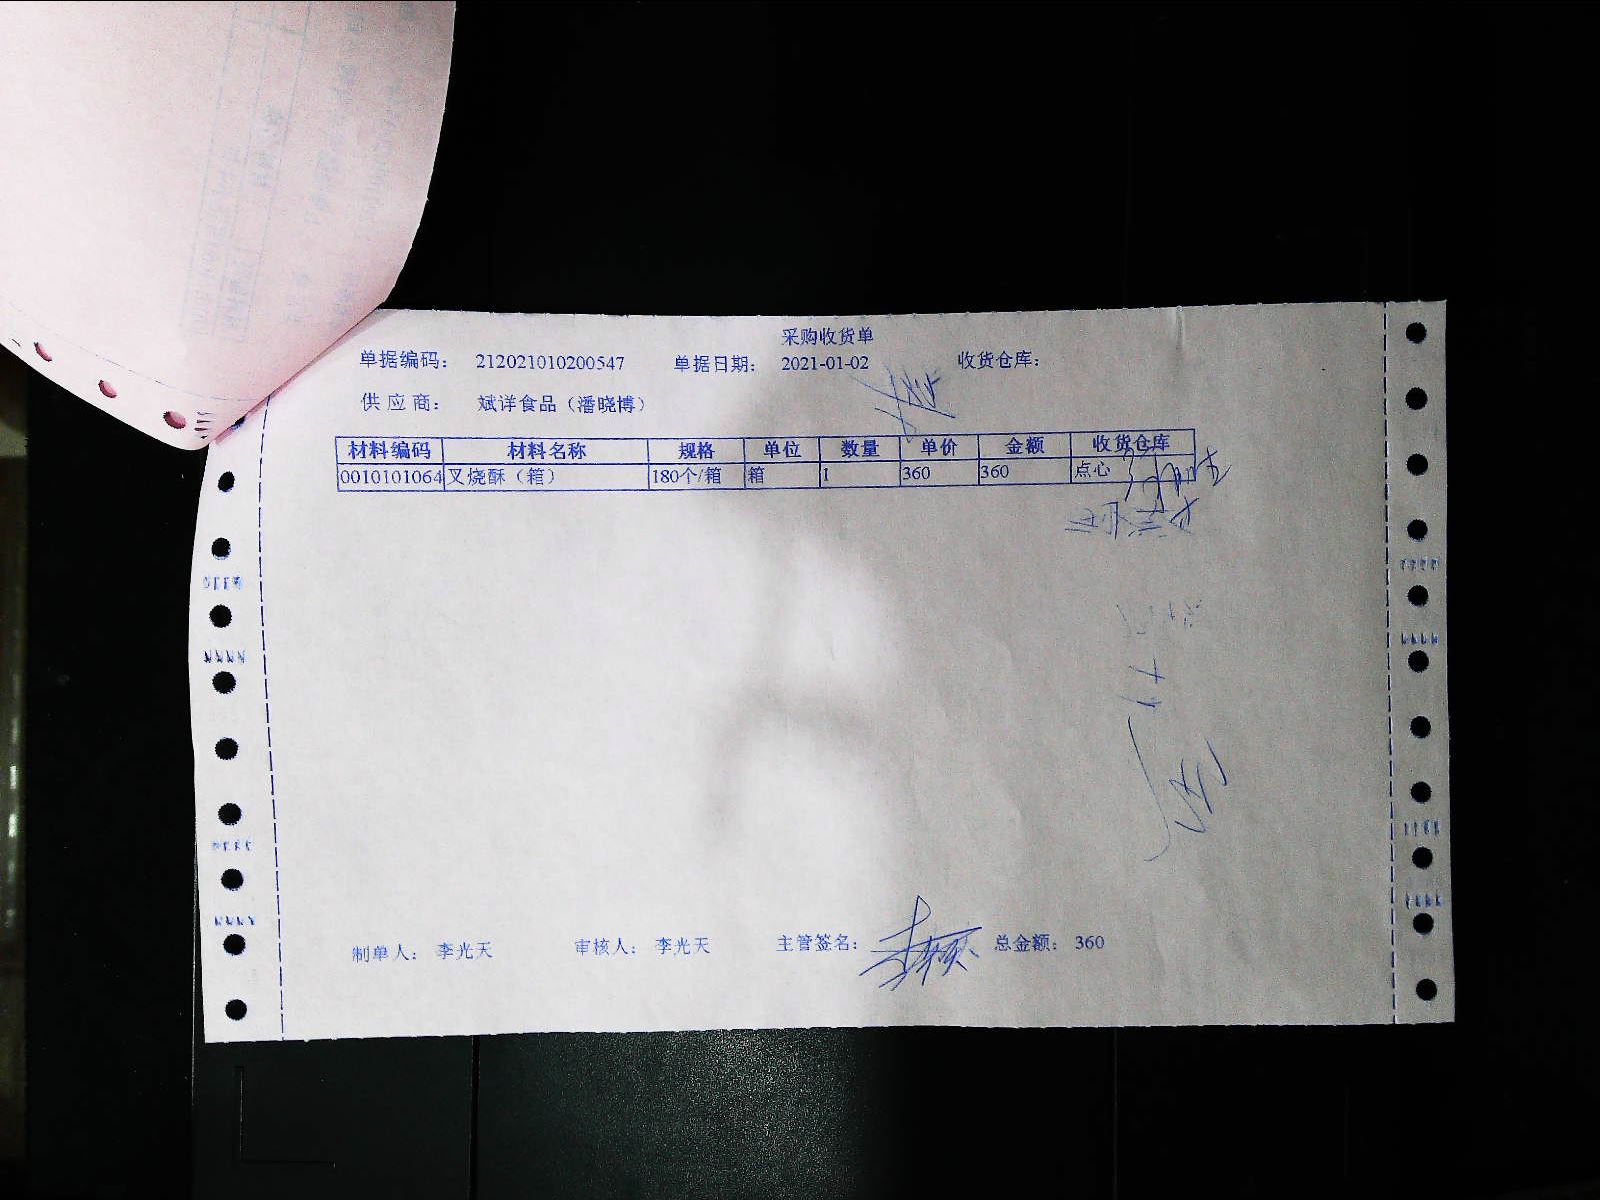 采购收货单
单据编码： 212021010200547 单据日期： 2021-01-02 收货仓库：
供应商： 斌洋食品（潘晓博）
材料编码 材料名称 规格 单位 数量 单价 金额 收货仓库
0010101064 叉烧酥（箱） 180个/箱 箱 1 360 360 点心
制单人： 李光天 审核人： 李光天 主管签名： 总金额： 360